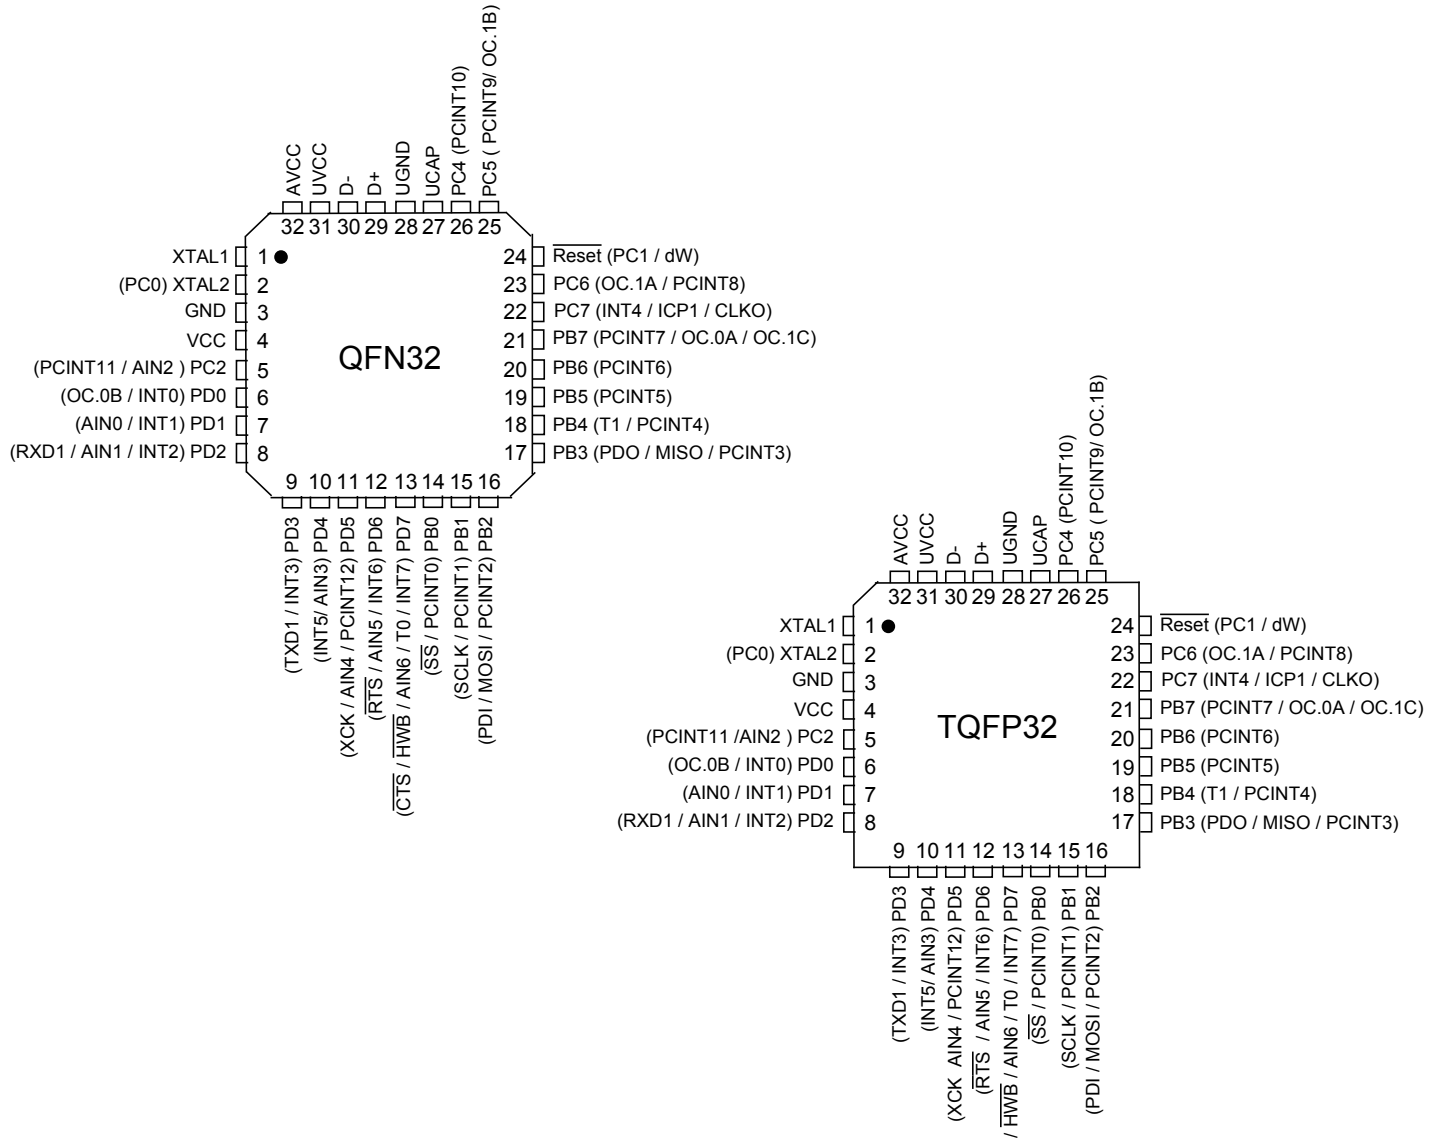 AVCC
UVCC
D-
D+
UGND
UCAP
PC4 (PCINT10)
PC5 ( PCINT9/ OC.1B)
32 31 30 29 28 27 26 25
XTAL1 1
(PC0) XTAL2 2
GND 3
VCC 4
(PCINT11 / AIN2 ) PC2 5
(OC.0B / INT0) PD0 6
(AIN0 / INT1) PD1 7
(RXD1 / AIN1 / INT2) PD2 8
QFN32
24 Reset (PC1 / dW)
23 PC6 (OC.1A / PCINT8)
22 PC7 (INT4 / ICP1 / CLKO)
21 PB7 (PCINT7 / OC.0A / OC.1C)
20 PB6 (PCINT6)
19 PB5 (PCINT5)
18 PB4 (T1 / PCINT4)
17 PB3 (PDO / MISO / PCINT3)
9 10 11 12 13 14 15 16
(TXD1 / INT3) PD3
(INT5/ AIN3) PD4
(XCK / AIN4 / PCINT12) PD5
(RTS / AIN5 / INT6) PD6
(CTS / HWB / AIN6 / T0 / INT7) PD7
(SS / PCINT0) PB0
(SCLK / PCINT1) PB1
(PDI / MOSI / PCINT2) PB2
AVCC
UVCC
D-
D+
UGND
UCAP
PC4 (PCINT10)
PC5 ( PCINT9/ OC.1B)
32 31 30 29 28 27 26 25
XTAL1 1
(PC0) XTAL2 2
GND 3
VCC 4
(PCINT11 /AIN2 ) PC2 5
(OC.0B / INT0) PD0 6
(AIN0 / INT1) PD1 7
(RXD1 / AIN1 / INT2) PD2 8
TQFP32
24 Reset (PC1 / dW)
23 PC6 (OC.1A / PCINT8)
22 PC7 (INT4 / ICP1 / CLKO)
21 PB7 (PCINT7 / OC.0A / OC.1C)
20 PB6 (PCINT6)
19 PB5 (PCINT5)
18 PB4 (T1 / PCINT4)
17 PB3 (PDO / MISO / PCINT3)
9 10 11 12 13 14 15 16
(TXD1 / INT3) PD3
(INT5/ AIN3) PD4
(XCK AIN4 / PCINT12) PD5
(RTS / AIN5 / INT6) PD6
/ HWB / AIN6 / T0 / INT7) PD7
(SS / PCINT0) PB0
(SCLK / PCINT1) PB1
(PDI / MOSI / PCINT2) PB2